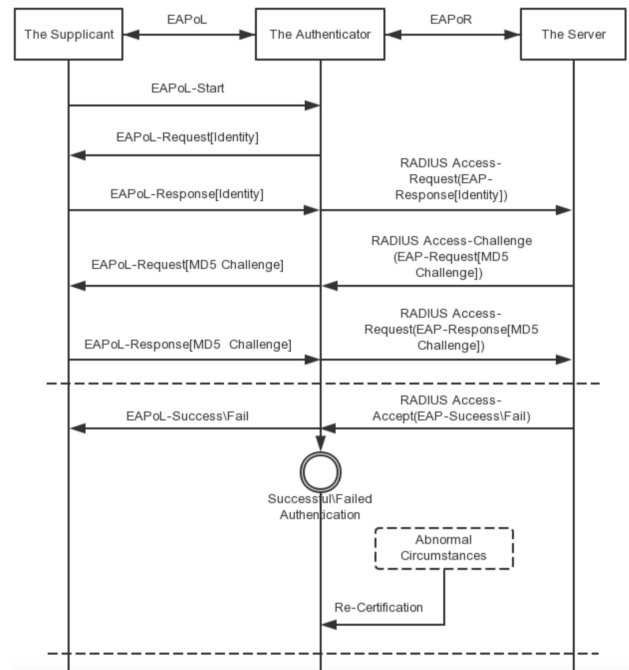 EAPoL
EAPoR
The Supplicant
The Authenticator
The Server
EAPoL-Start
EAPoL-Request[Identity]
RADIUS Access-
Request(EAP-
Response[Identity])
EAPoL-Response[Identity]
RADIUS Access-Challenge
(EAP-Request[MD5
Challenge])
EAPoL-Request[MD5 Challenge]
RADIUS Access-
Request(EAP-Response[MD5
Challenge])
EAPoL-Response[MD5 Challenge]
RADIUS Access-
Accept(EAP-Suceess\Fail)
EAPoL-Success\Fail
Successful\Failed
Authentication
Abnormal
Circumstances
Re-Certification